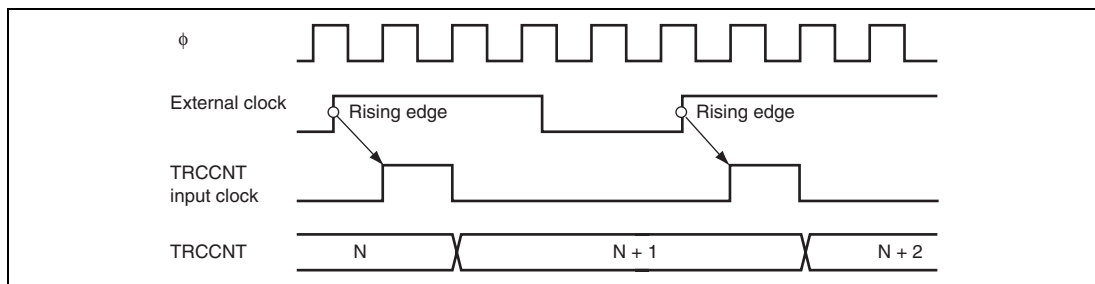 ϕ
External clock
Rising edge
Rising edge
TRCCNT
input clock
TRCCNT
N
N + 1
N + 2